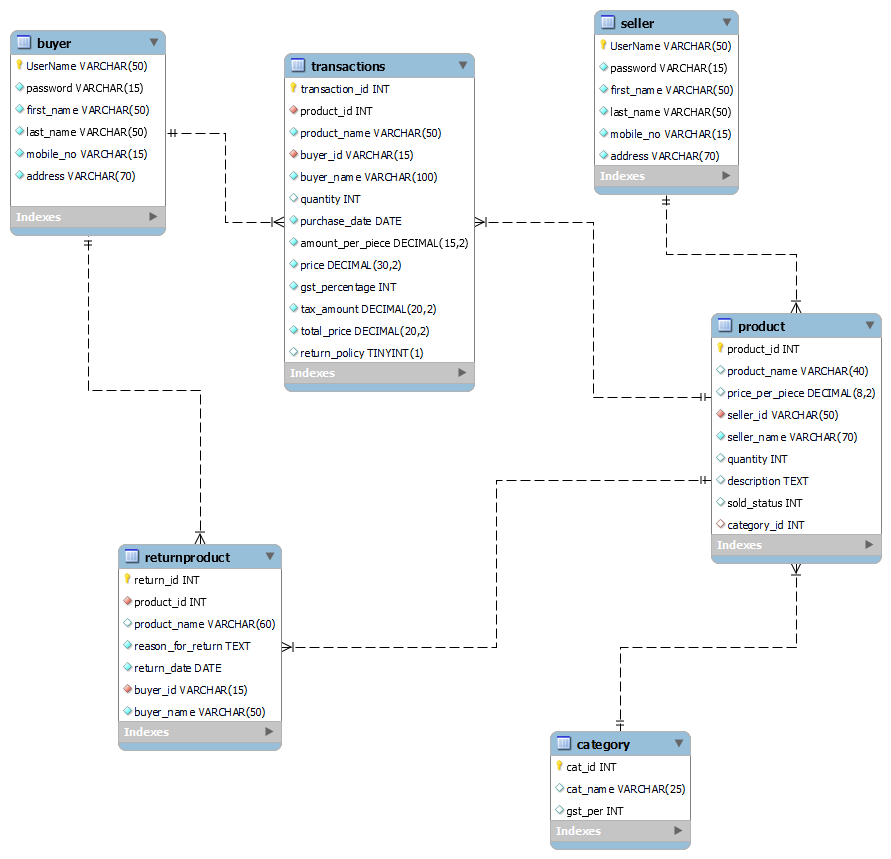 buyer
UserName VARCHAR(50)
password VARCHAR(15)
first_name VARCHAR(50)
last_name VARCHAR(50)
mobile_no VARCHAR(15)
address VARCHAR(70)
Indexes
transactions
transaction_id INT
product_id INT
product_name VARCHAR(50)
buyer_id VARCHAR(15)
buyer_name VARCHAR(100)
quantity INT
purchase_date DATE
amount_per_piece DECIMAL(15,2)
price DECIMAL(30,2)
gst_percentage INT
tax_amount DECIMAL(20,2)
total_price DECIMAL(20,2)
return_policy TINYINT(1)
Indexes
seller
UserName VARCHAR(50)
password VARCHAR(15)
first_name VARCHAR(50)
last_name VARCHAR(50)
mobile_no VARCHAR(15)
address VARCHAR(70)
Indexes
product
product_id INT
product_name VARCHAR(40)
price_per_piece DECIMAL(8,2)
seller_id VARCHAR(50)
seller_name VARCHAR(70)
quantity INT
description TEXT
sold_status INT
category_id INT
Indexes
returnproduct
return_id INT
product_id INT
product_name VARCHAR(60)
reason_for_return TEXT
return_date DATE
buyer_id VARCHAR(15)
buyer_name VARCHAR(50)
Indexes
category
cat_id INT
cat_name VARCHAR(25)
gst_per INT
Indexes